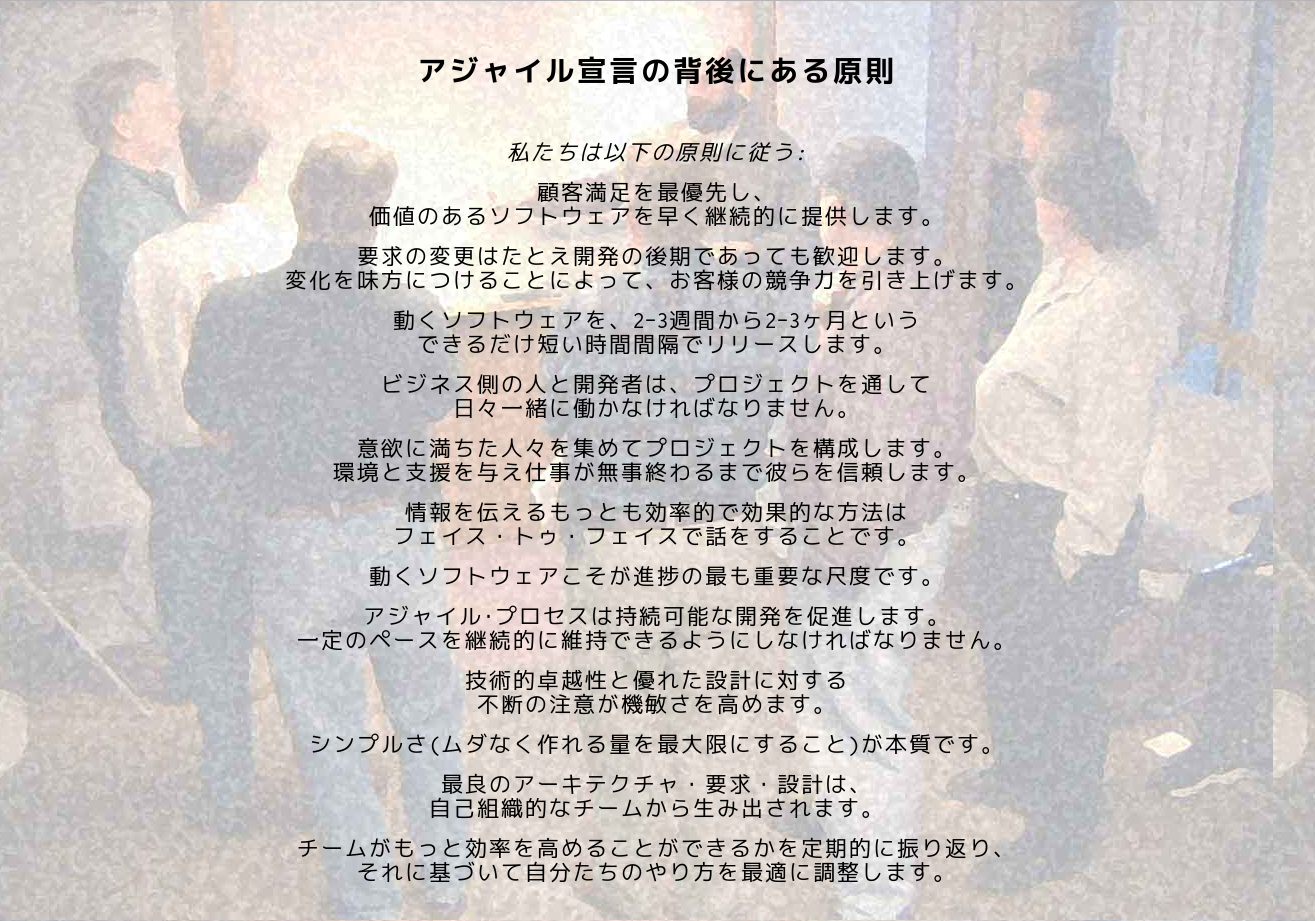 アジャイル宣言の背後にある原則
私たちは以下の原則に従う:
顧客満足を最優先し、
価値のあるソフトウェアを早く継続的に提供します。
要求の変更はたとえ開発の後期であっても歓迎します。
変化を味方につけることによって、お客様の競争力を引き上げます。
動くソフトウェアを、2-3週間から2-3ヶ月という
できるだけ短い時間間隔でリリースします。
ビジネス側の人と開発者は、プロジェクトを通して
日々一緒に働かなければなりません。
意欲に満ちた人々を集めてプロジェクトを構成します。
環境と支援を与え仕事が無事終わるまで彼らを信頼します。
情報を伝えるもっとも効率的で効果的な方法は
フェイス・トゥ・フェイスで話をすることです。
動くソフトウェアこそが進捗の最も重要な尺度です。
アジャイル･プロセスは持続可能な開発を促進します。
一定のペースを継続的に維持できるようにしなければなりません。
技術的卓越性と優れた設計に対する
不断の注意が機敏さを高めます。
シンプルさ(ムダなく作れる量を最大限にすること)が本質です。
最良のアーキテクチャ・要求・設計は、
自己組織的なチームから生み出されます。
チームがもっと効率を高めることができるかを定期的に振り返り、
それに基づいて自分たちのやり方を最適に調整します。